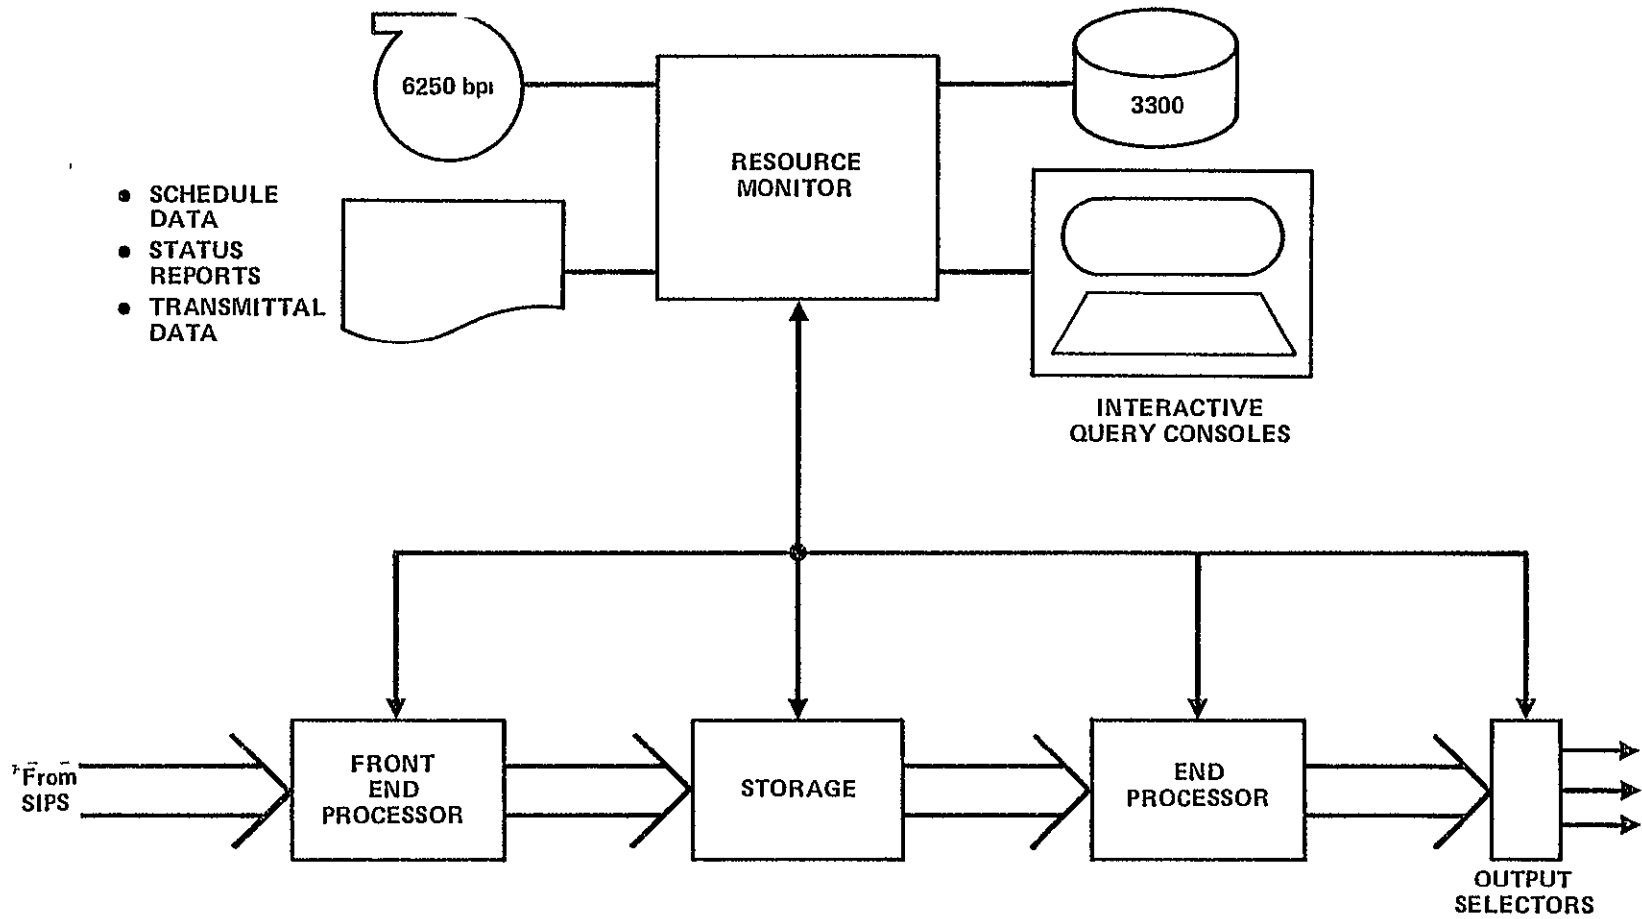 6250 bpi
3300
RESOURCE
MONITOR
• SCHEDULE
DATA
• STATUS
REPORTS
• TRANSMITTAL
DATA
INTERACTIVE
QUERY CONSOLES
From
SIPS
FRONT
END
PROCESSOR
STORAGE
END
PROCESSOR
OUTPUT
SELECTORS